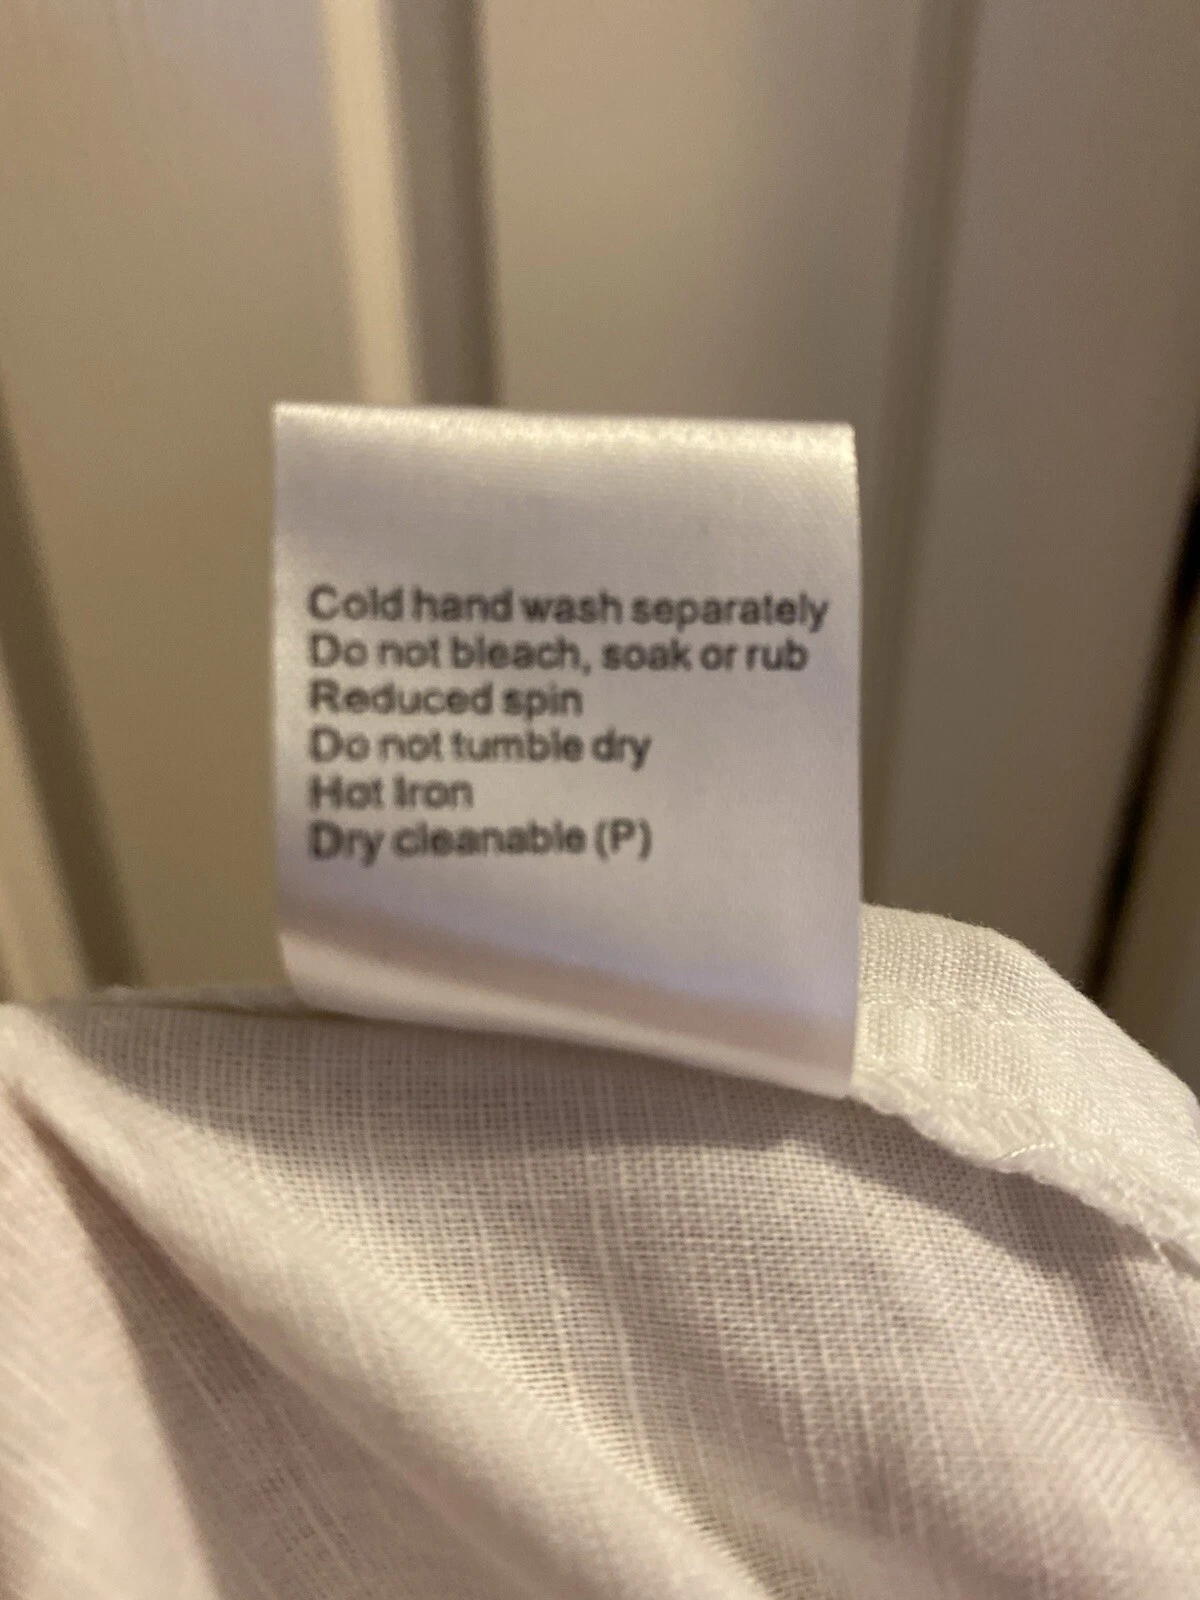 Cold hand wash separately
Do not bleach, soak or rub
Reduced spin
Do not tumble dry
Hot Iron
Dry cleanable (P)